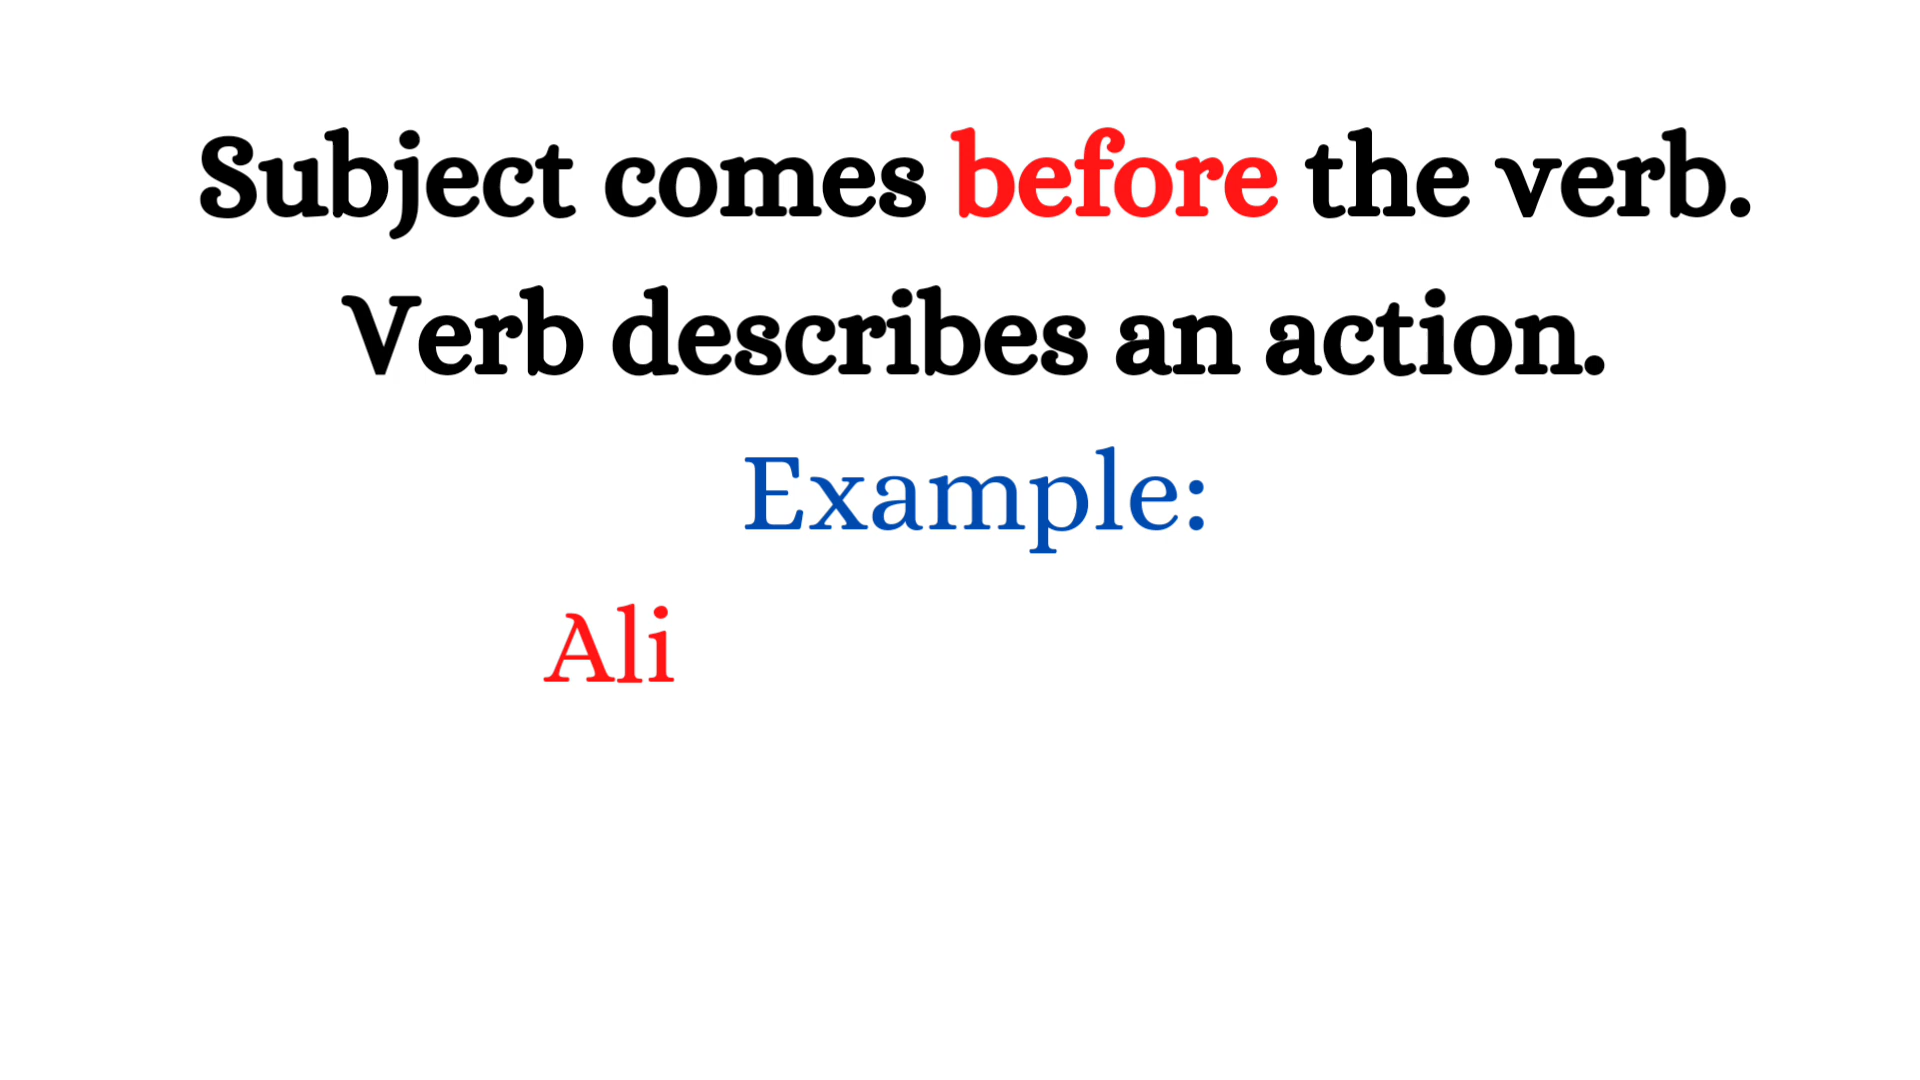 Subject comes before the verb.
Verb describes an action.
Example:
Ali